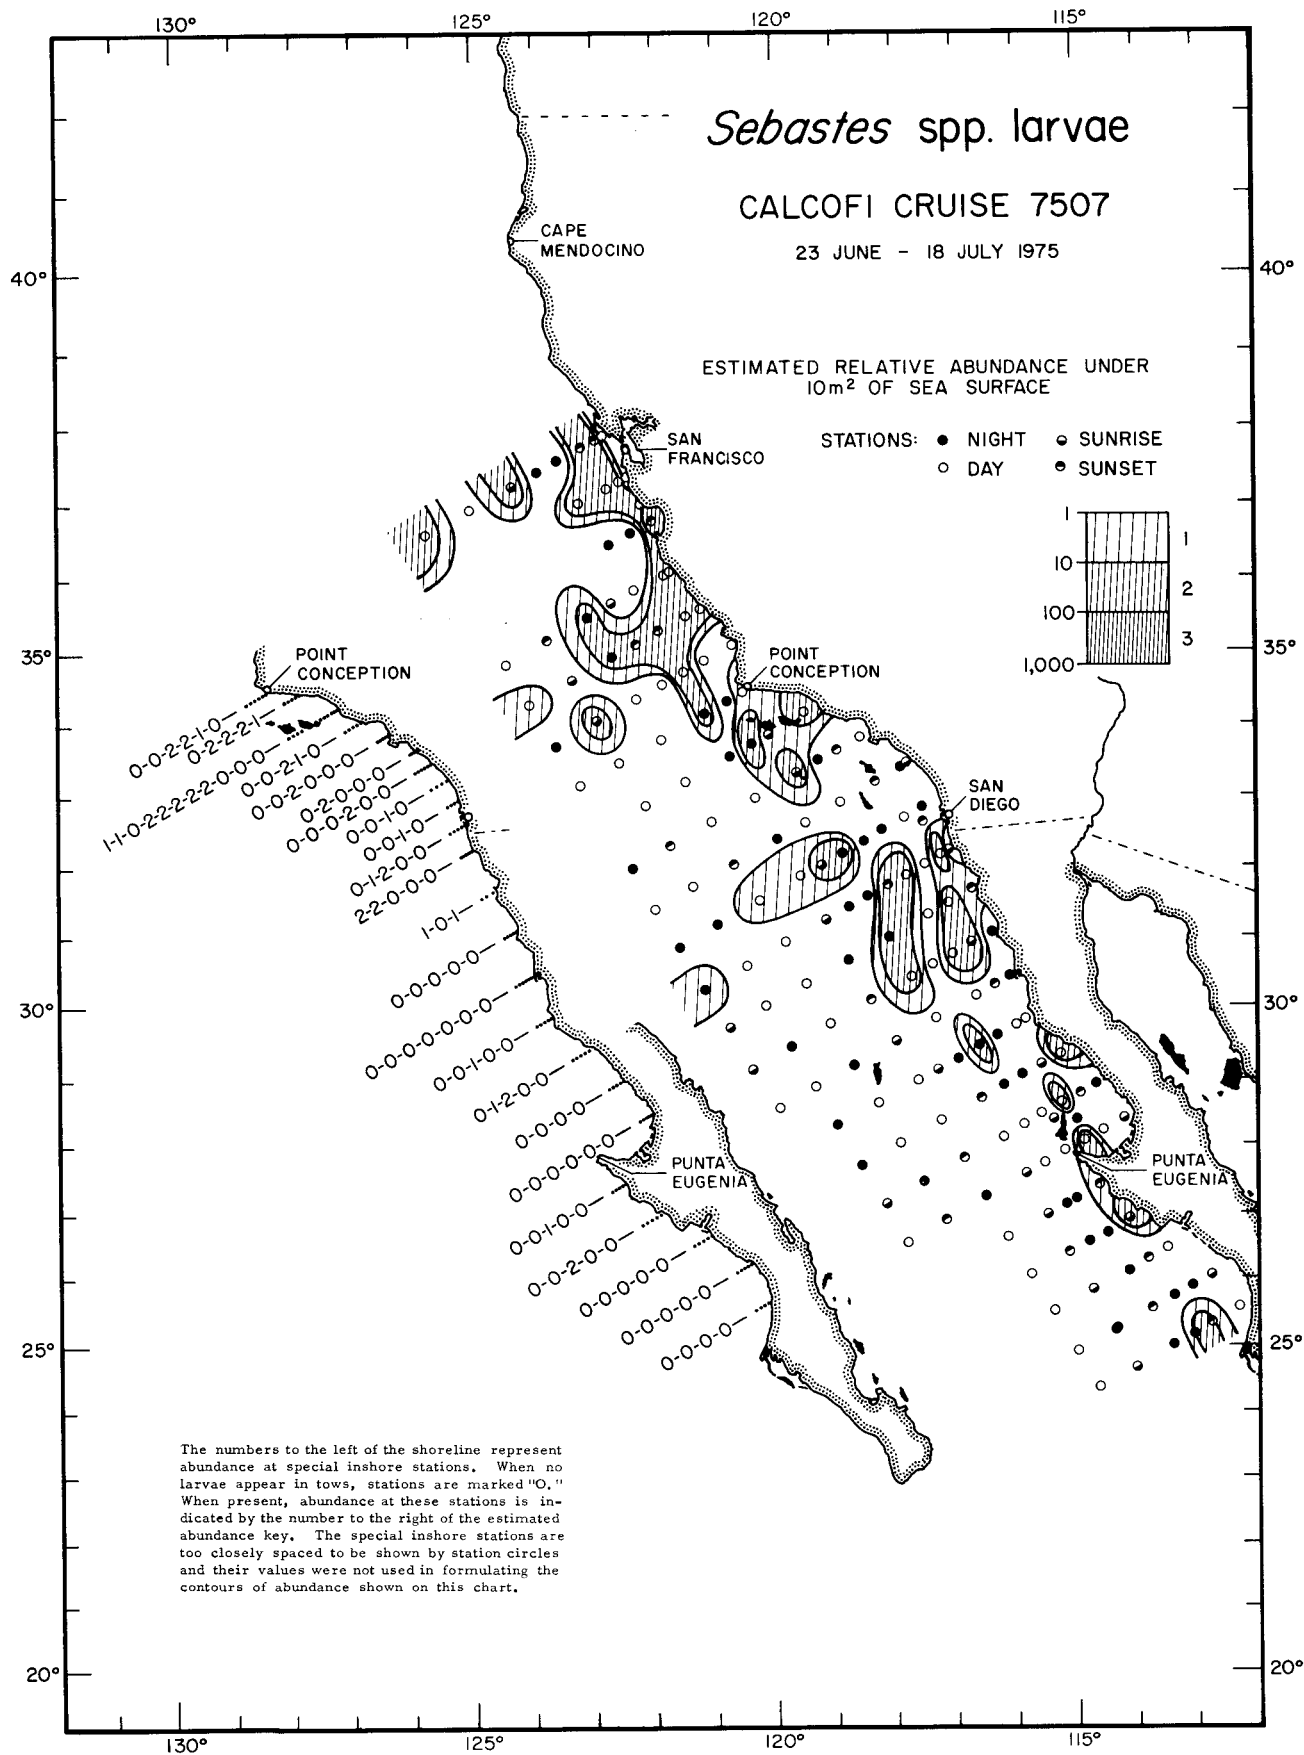 130°
125°
120°
115°
Sebastes spp. larvae
CALCOFI CRUISE 7507
23 JUNE – 18 JULY 1975
CAPE
MENDOCINO
40°
40°
ESTIMATED RELATIVE ABUNDANCE UNDER
10m² OF SEA SURFACE
STATIONS:
NIGHT
SUNRISE
DAY
SUNSET
SAN
FRANCISCO
1
1
10
2
100
3
1,000
35°
35°
POINT
CONCEPTION
POINT
CONCEPTION
0-0-2-2-1-0
0-2-2-2-1
1-1-0-2-2-2-2-2-0-0-0
0-0-2-1-0
0-0-2-0-0-0
0-2-0-0-0
0-0-0-2-0-0
0-0-1-0
0-0-1-0
0-1-2-0-0
2-2-0-0-0
1-0-1
SAN
DIEGO
0-0-0-0-0
30°
30°
0-0-0-0-0-0-0
0-0-1-0-0
0-1-2-0-0
0-0-0-0
0-0-0-0-0-0
PUNTA
EUGENIA
PUNTA
EUGENIA
0-0-1-0-0
0-0-2-0-0
0-0-0-0-0
0-0-0-0-0
0-0-0-0
25°
25°
The numbers to the left of the shoreline represent
abundance at special inshore stations. When no
larvae appear in tows, stations are marked "O."
When present, abundance at these stations is in-
dicated by the number to the right of the estimated
abundance key. The special inshore stations are
too closely spaced to be shown by station circles
and their values were not used in formulating the
contours of abundance shown on this chart.
20°
20°
130°
125°
120°
115°